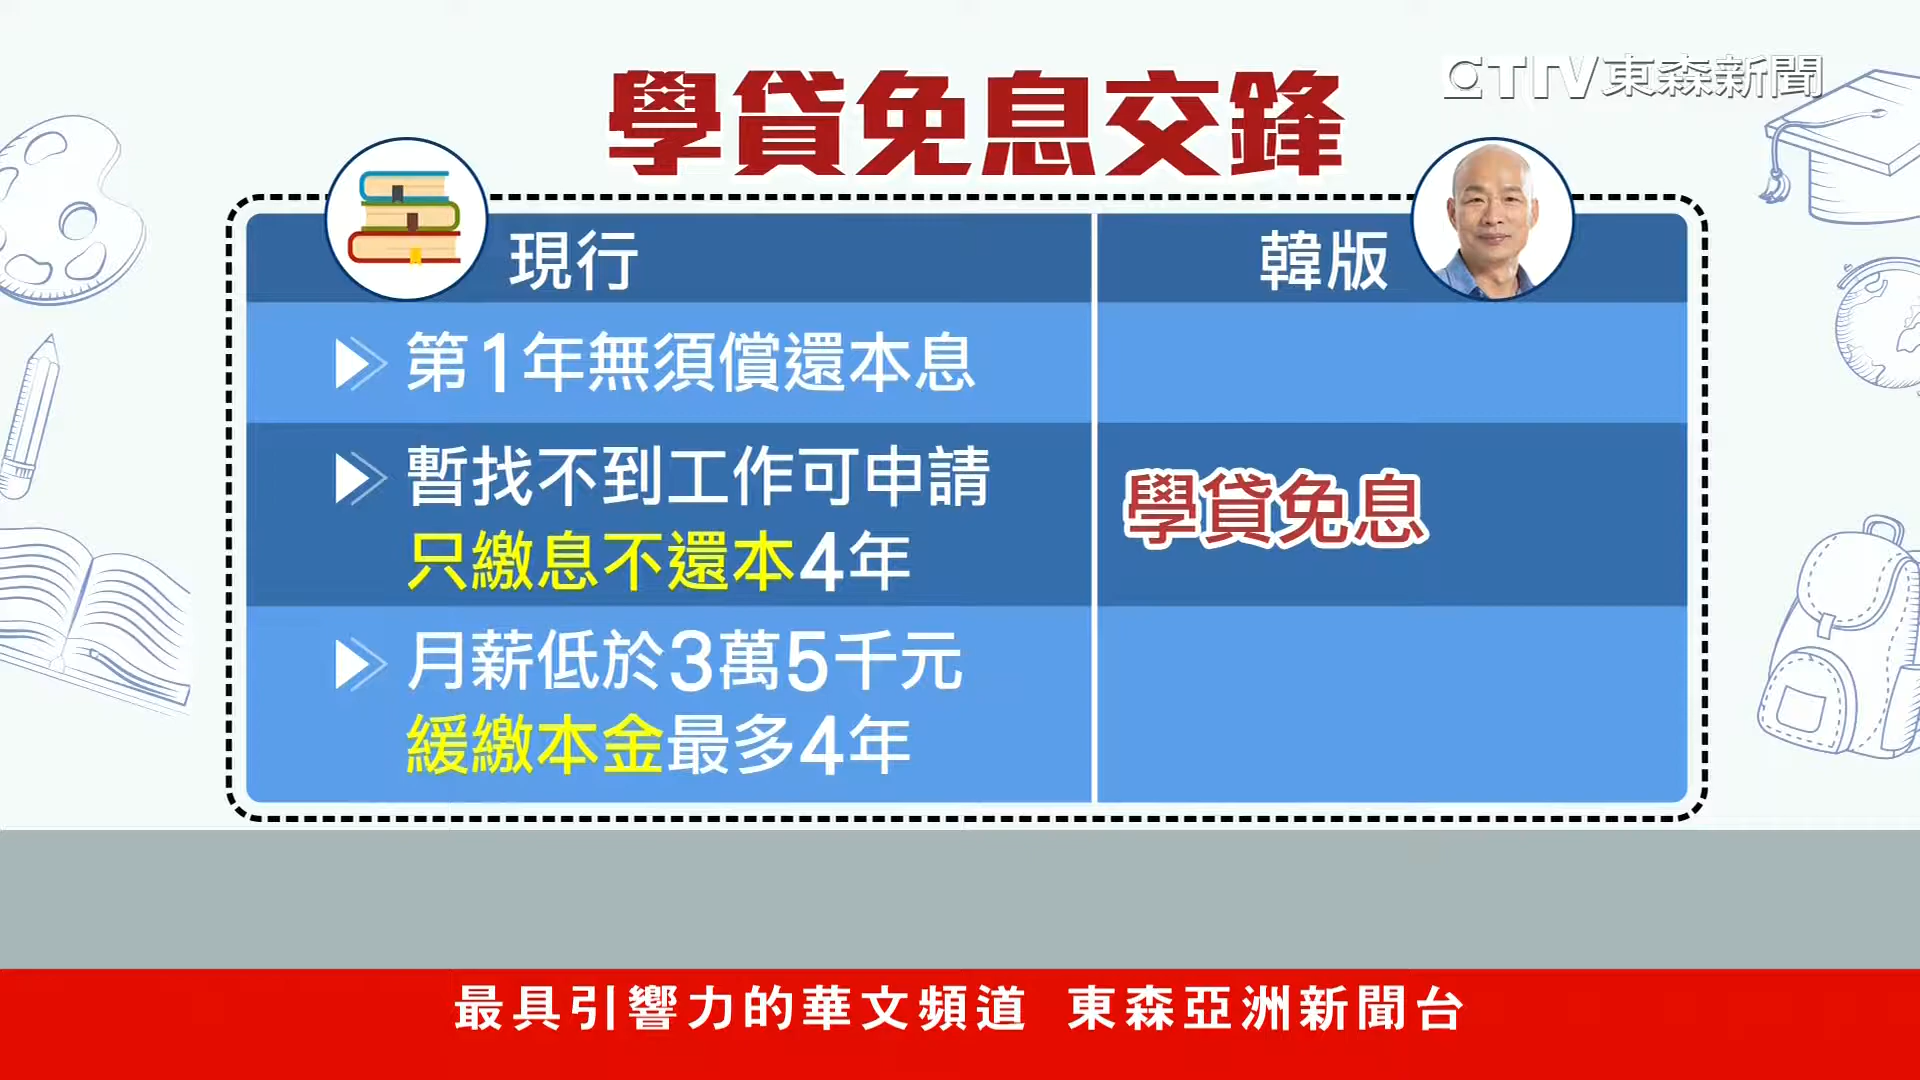 學貸免息交鋒
CTTV東森新聞
現行
韓版
第1年無須償還本息
暫找不到工作可申請
只繳息不還本4年
月薪低於3萬5千元
緩繳本金最多4年
學貸免息
最具引響力的華文頻道 東森亞洲新聞台